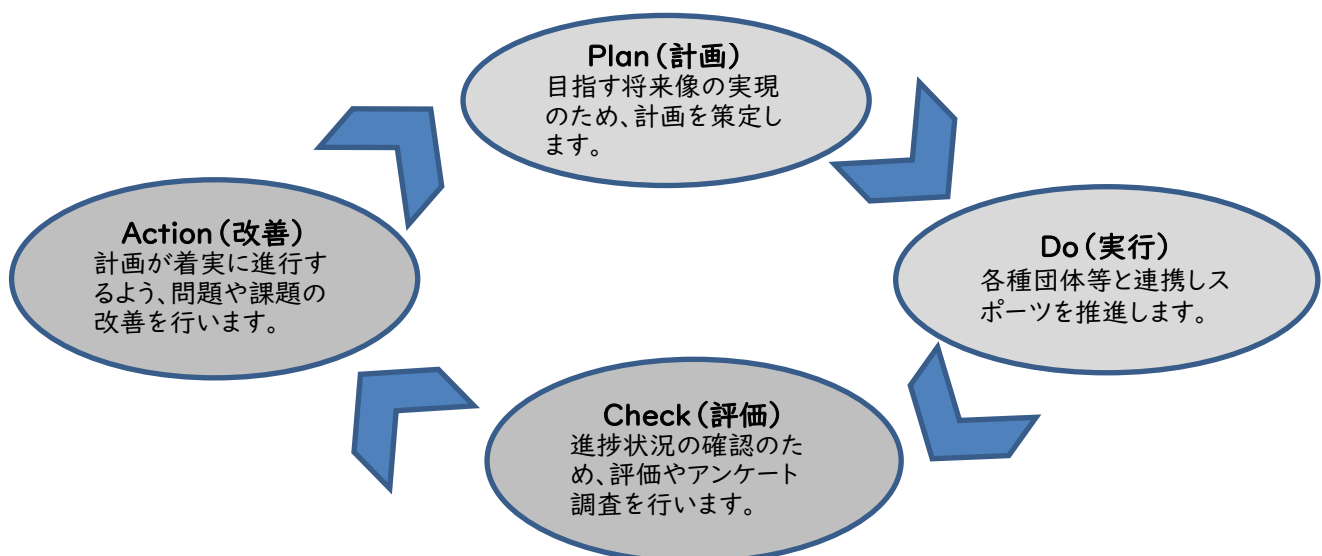 Plan（計画）
目指す将来像の実現
のため、計画を策定し
ます。
Do（実行）
各種団体等と連携しス
ポーツを推進します。
Check（評価）
進捗状況の確認のた
め、評価やアンケート
調査を行います。
Action（改善）
計画が着実に進行す
るよう、問題や課題の
改善を行います。